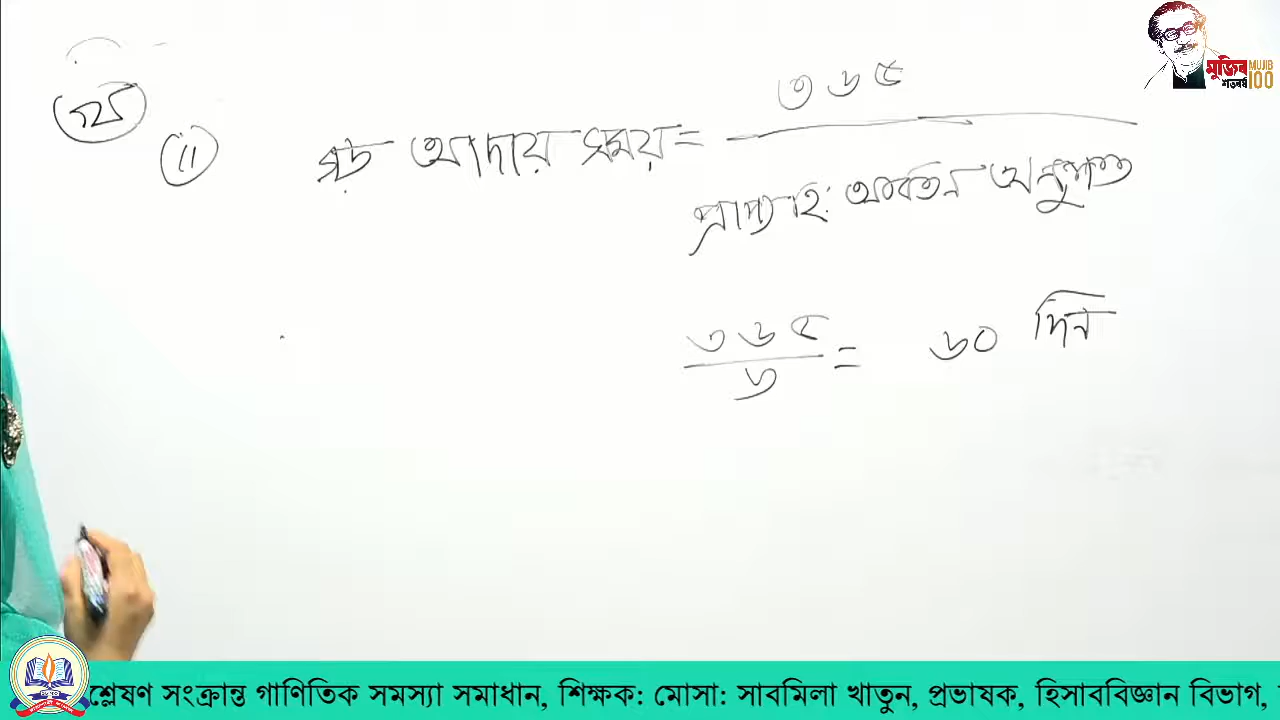 মুজিব MUJIB
শতবর্ষ 100
ঘ
ii গড় আদায় সময় = ৩৬৫
প্রাপ্য হি: আবর্তন অনুপাত
৩৬৫
৬
= ৬০ দিন
শ্লেষণ সংক্রান্ত গাণিতিক সমস্যা সমাধান, শিক্ষক: মোসা: সাবমিলা খাতুন, প্রভাষক, হিসাববিজ্ঞান বিভাগ,